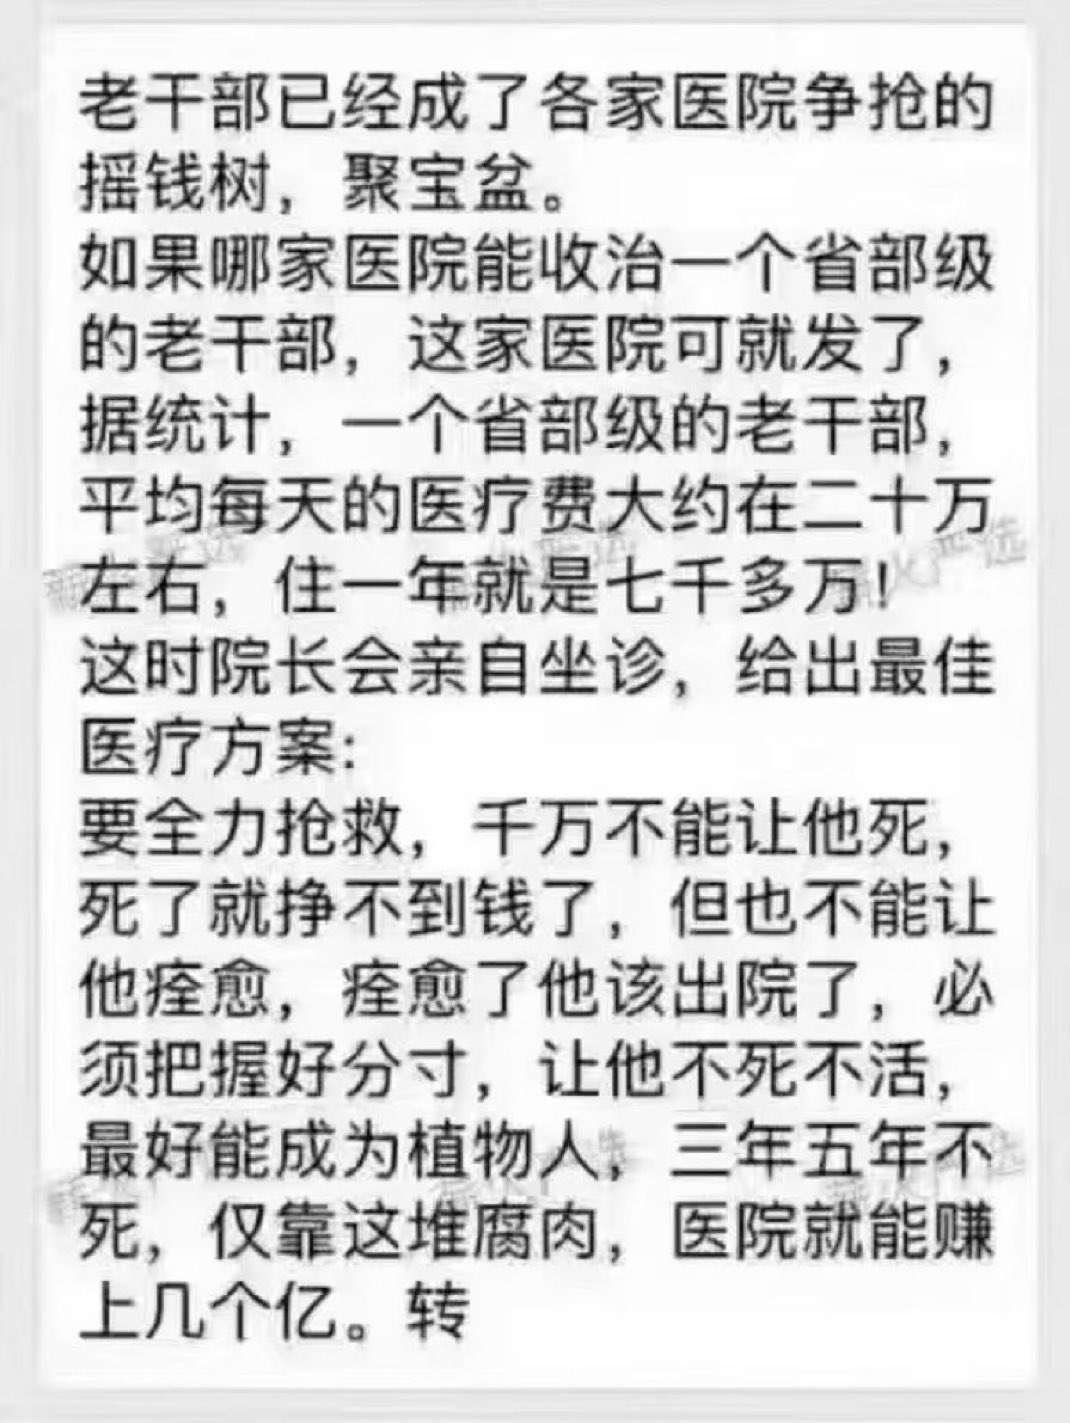 老干部已经成了各家医院争抢的
摇钱树，聚宝盆。
如果哪家医院能收治一个省部级
的老干部，这家医院可就发了，
据统计，一个省部级的老干部，
平均每天的医疗费大约在二十万
左右，住一年就是七千多万！
这时院长会亲自坐诊，给出最佳
医疗方案：
要全力抢救，千万不能让他死，
死了就挣不到钱了，但也不能让
他痊愈，痊愈了他该出院了，必
须把握好分寸，让他不死不活，
最好能成为植物人，三年五年不
死，仅靠这堆腐肉，医院就能赚
上几个亿。转